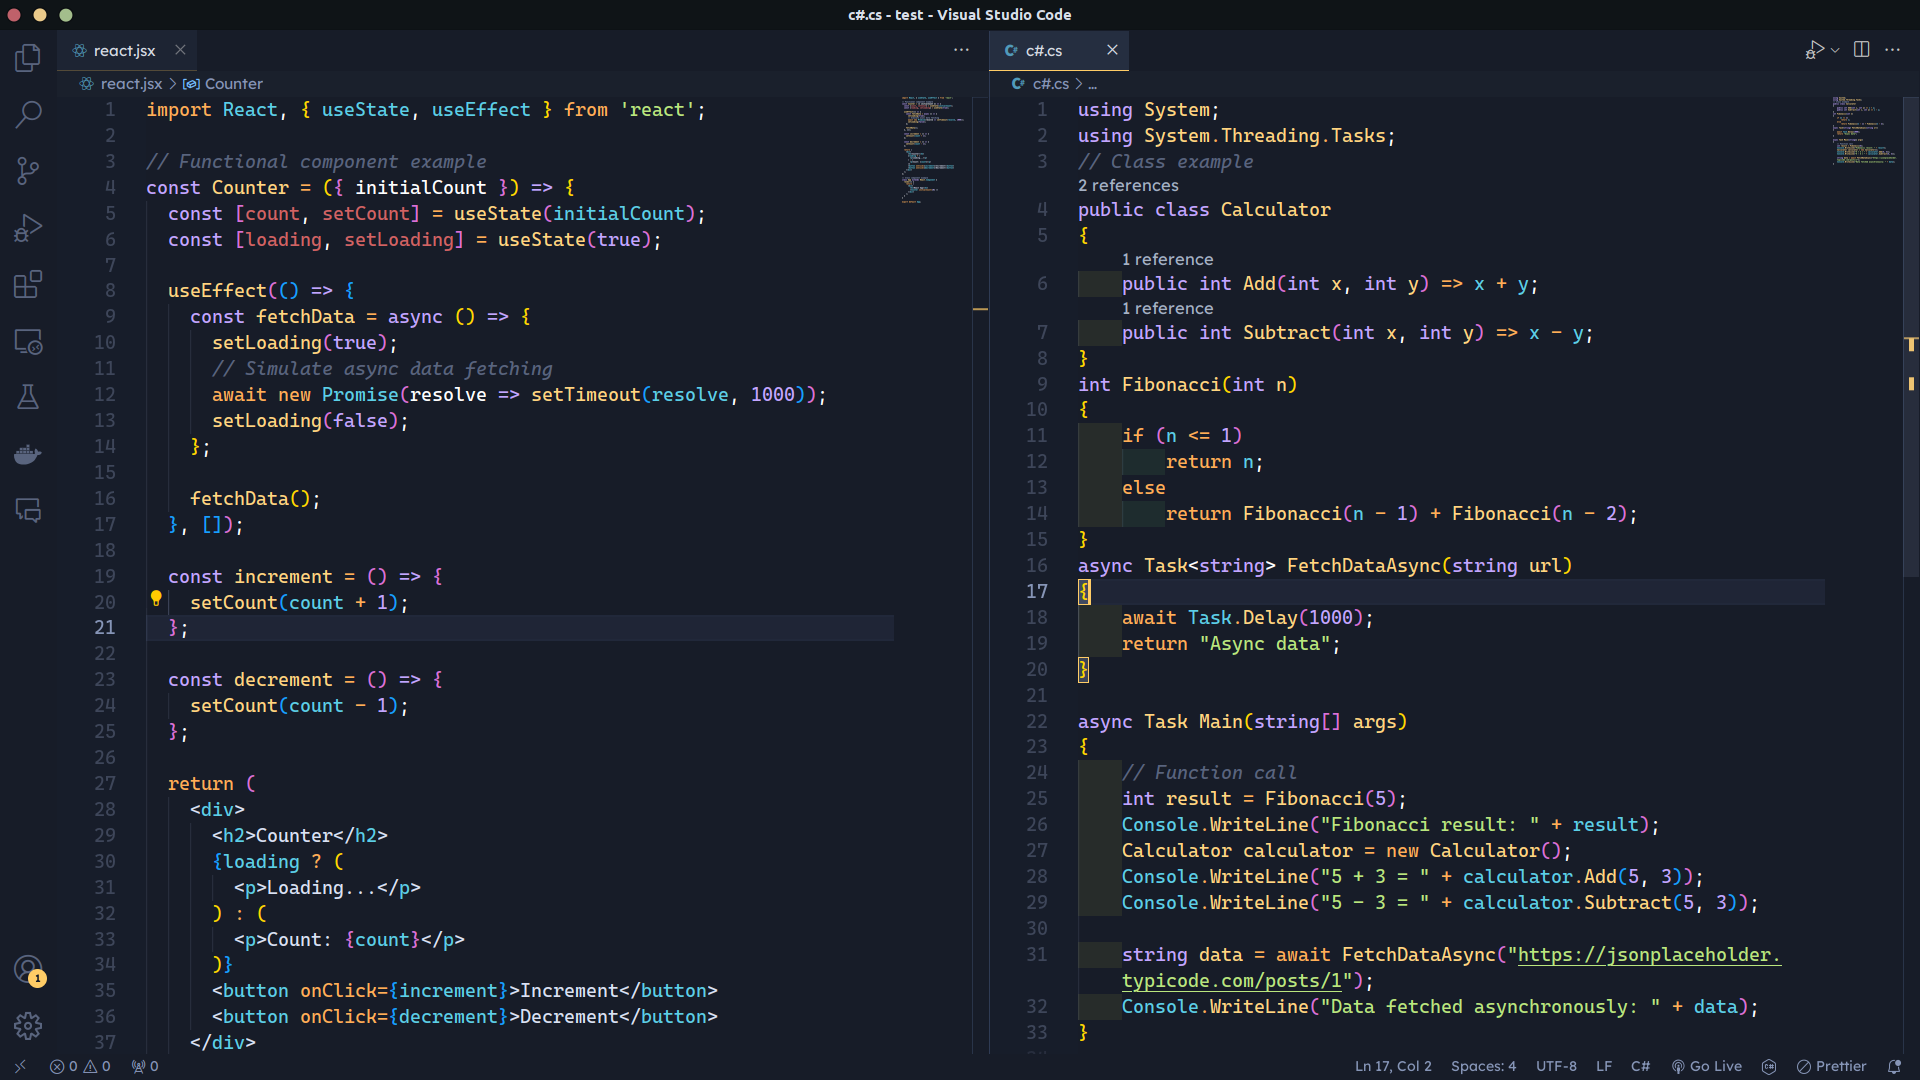 c#.cs - test - Visual Studio Code
react.jsx
react.jsx > Counter
1 import React, { useState, useEffect } from 'react';
2
3 // Functional component example
4 const Counter = ({ initialCount }) => {
5 const [count, setCount] = useState(initialCount);
6 const [loading, setLoading] = useState(true);
7
8 useEffect(() => {
9 const fetchData = async () => {
10 setLoading(true);
11 // Simulate async data fetching
12 await new Promise(resolve => setTimeout(resolve, 1000));
13 setLoading(false);
14 };
15
16 fetchData();
17 }, []);
18
19 const increment = () => {
20 setCount(count + 1);
21 };
22
23 const decrement = () => {
24 setCount(count - 1);
25 };
26
27 return (
28 <div>
29 <h2>Counter</h2>
30 {loading ? (
31 <p>Loading...</p>
32 ) : (
33 <p>Count: {count}</p>
34 )}
35 <button onClick={increment}>Increment</button>
36 <button onClick={decrement}>Decrement</button>
37 </div>
c#.cs
c#.cs > ...
1 using System;
2 using System.Threading.Tasks;
3 // Class example
2 references
4 public class Calculator
5 {
1 reference
6 public int Add(int x, int y) => x + y;
1 reference
7 public int Subtract(int x, int y) => x - y;
8 }
9 int Fibonacci(int n)
10 {
11 if (n <= 1)
12 return n;
13 else
14 return Fibonacci(n - 1) + Fibonacci(n - 2);
15 }
16 async Task<string> FetchDataAsync(string url)
17 {
18 await Task.Delay(1000);
19 return "Async data";
20 }
21
22 async Task Main(string[] args)
23 {
24 // Function call
25 int result = Fibonacci(5);
26 Console.WriteLine("Fibonacci result: " + result);
27 Calculator calculator = new Calculator();
28 Console.WriteLine("5 + 3 = " + calculator.Add(5, 3));
29 Console.WriteLine("5 - 3 = " + calculator.Subtract(5, 3));
30
31 string data = await FetchDataAsync("https://jsonplaceholder.
typicode.com/posts/1");
32 Console.WriteLine("Data fetched asynchronously: " + data);
33 }
1
0 0 0
Ln 17, Col 2 Spaces: 4 UTF-8 LF C# Go Live Prettier